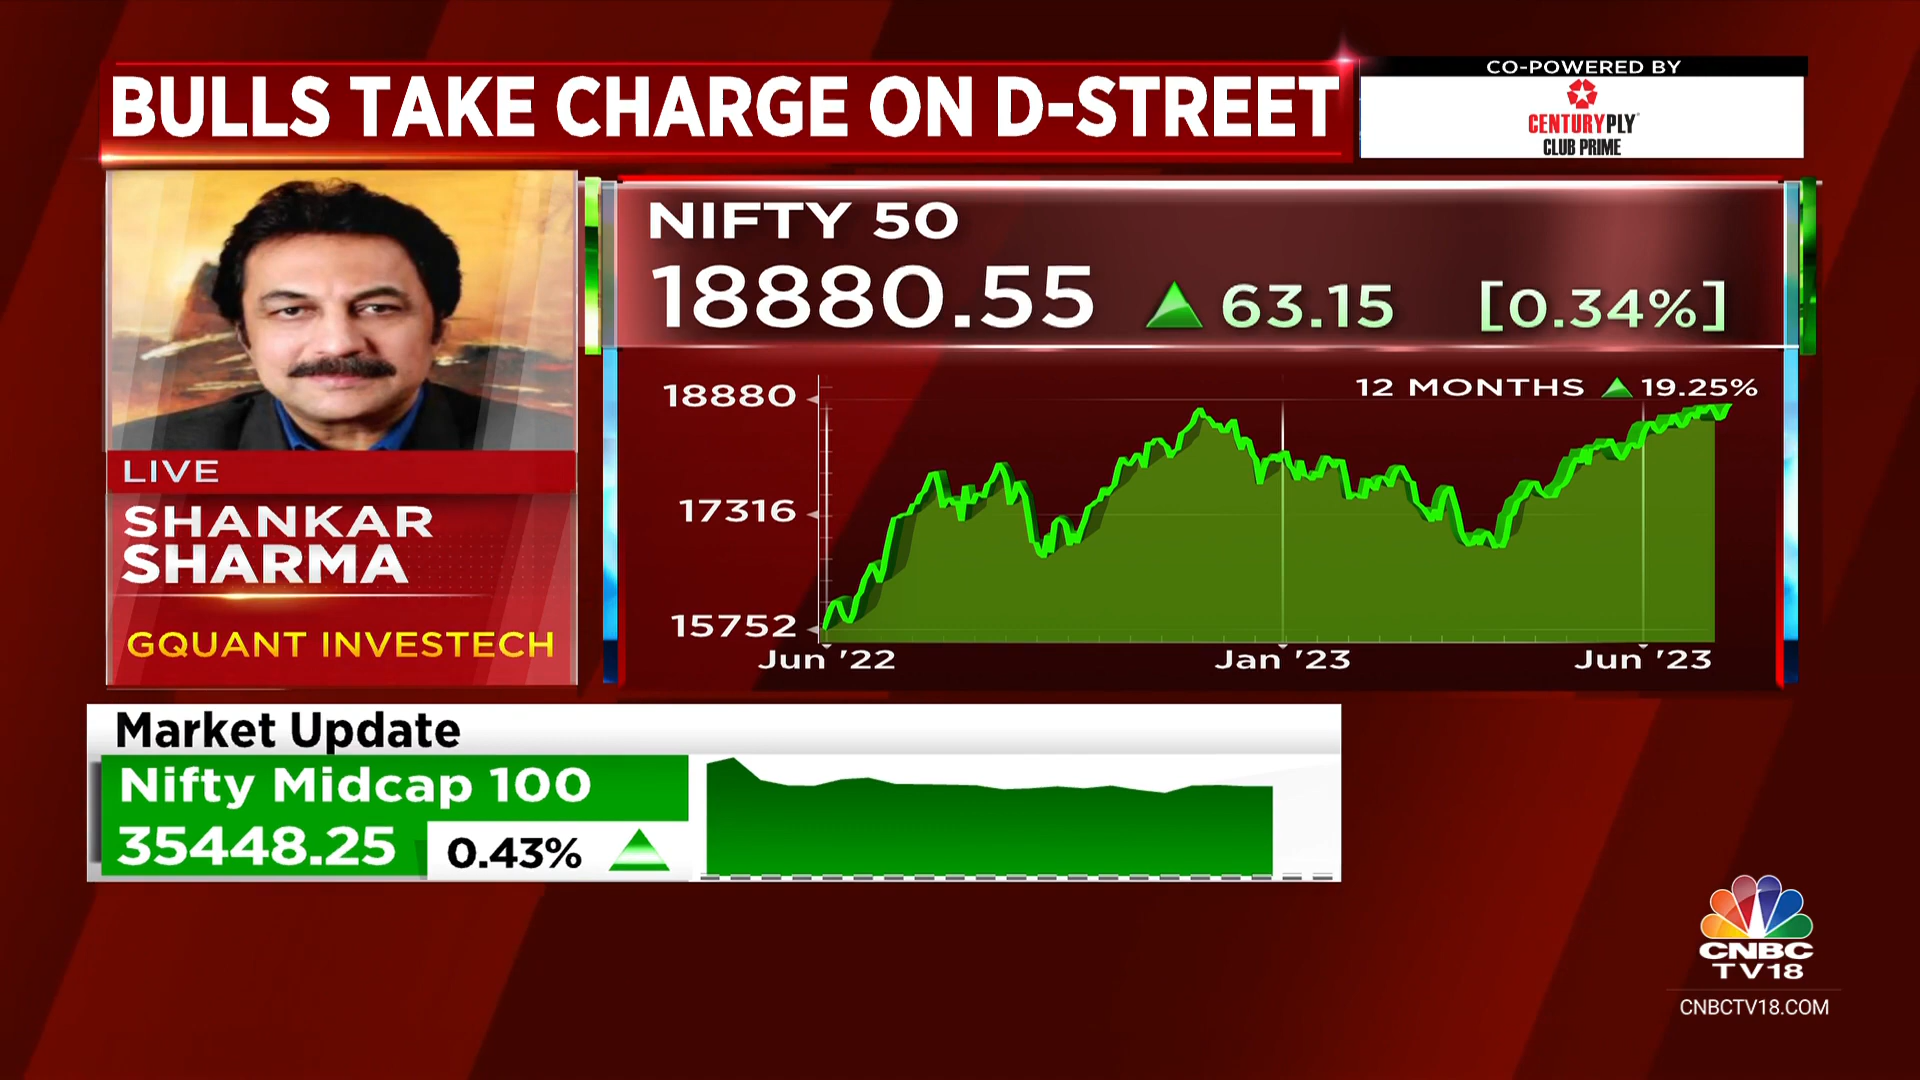 BULLS TAKE CHARGE ON D-STREET
CO-POWERED BY
CENTURYPLY
CLUB PRIME
LIVE
SHANKAR
SHARMA
GQUANT INVESTECH
NIFTY 50
18880.55 ▲ 63.15 [0.34%]
12 MONTHS ▲ 19.25%
18880
17316
15752
Jun '22 Jan '23 Jun '23
Market Update
Nifty Midcap 100
35448.25 0.43% ▲
CNBC
TV18
CNBCTV18.COM